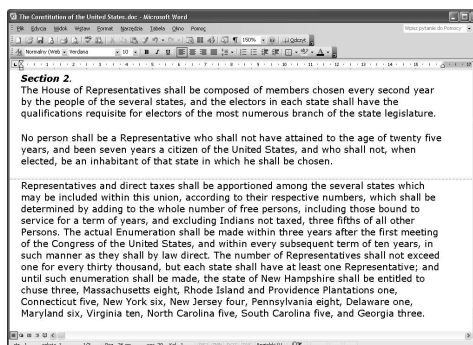 The Constitution of the United States.doc - Microsoft Word
Plik Edycja Widok Wstaw Format Narzędzia Tabela Okno Pomoc Wpisz pytanie do Pomocy
150% Odczyt
Normalny (Web) Verdana 10 B I U
Section 2.
The House of Representatives shall be composed of members chosen every second year
by the people of the several states, and the electors in each state shall have the
qualifications requisite for electors of the most numerous branch of the state legislature.
No person shall be a Representative who shall not have attained to the age of twenty five
years, and been seven years a citizen of the United States, and who shall not, when
elected, be an inhabitant of that state in which he shall be chosen.
Representatives and direct taxes shall be apportioned among the several states which
may be included within this union, according to their respective numbers, which shall be
determined by adding to the whole number of free persons, including those bound to
service for a term of years, and excluding Indians not taxed, three fifths of all other
Persons. The actual Enumeration shall be made within three years after the first meeting
of the Congress of the United States, and within every subsequent term of ten years, in
such manner as they shall by law direct. The number of Representatives shall not exceed
one for every thirty thousand, but each state shall have at least one Representative; and
until such enumeration shall be made, the state of New Hampshire shall be entitled to
chuse three, Massachusetts eight, Rhode Island and Providence Plantations one,
Connecticut five, New York six, New Jersey four, Pennsylvania eight, Delaware one,
Maryland six, Virginia ten, North Carolina five, South Carolina five, and Georgia three.